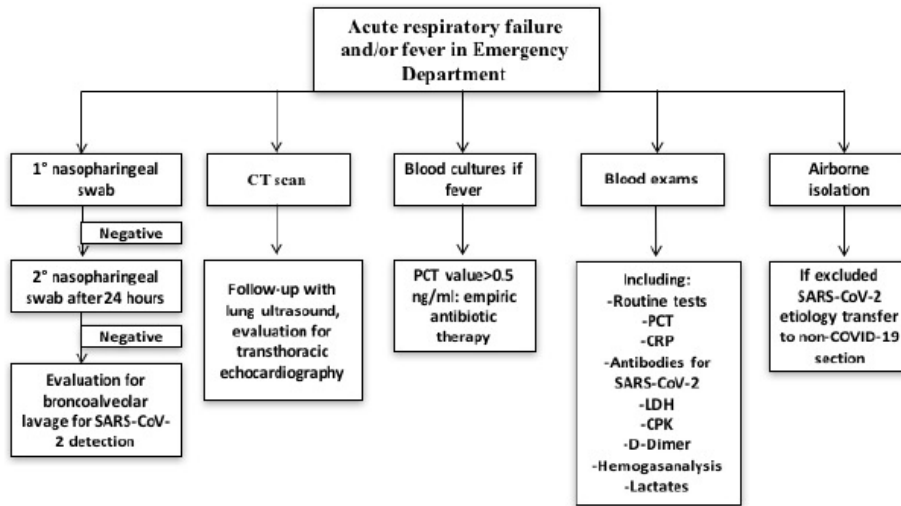 Acute respiratory failure
and/or fever in Emergency
Department
1° nasopharingeal
swab
Negative
2° nasopharingeal
swab after 24 hours
Negative
Evaluation for
broncoalveolar
lavage for SARS-CoV-
2 detection
CT scan
Follow-up with
lung ultrasound,
evaluation for
transthoracic
echocardiography
Blood cultures if
fever
PCT value>0.5
ng/ml: empiric
antibiotic
therapy
Blood exams
Including:
-Routine tests
-PCT
-CRP
-Antibodies for
SARS-CoV-2
-LDH
-CPK
-D-Dimer
-Hemogasanalysis
-Lactates
Airborne
isolation
If excluded
SARS-CoV-2
etiology transfer
to non-COVID-19
section